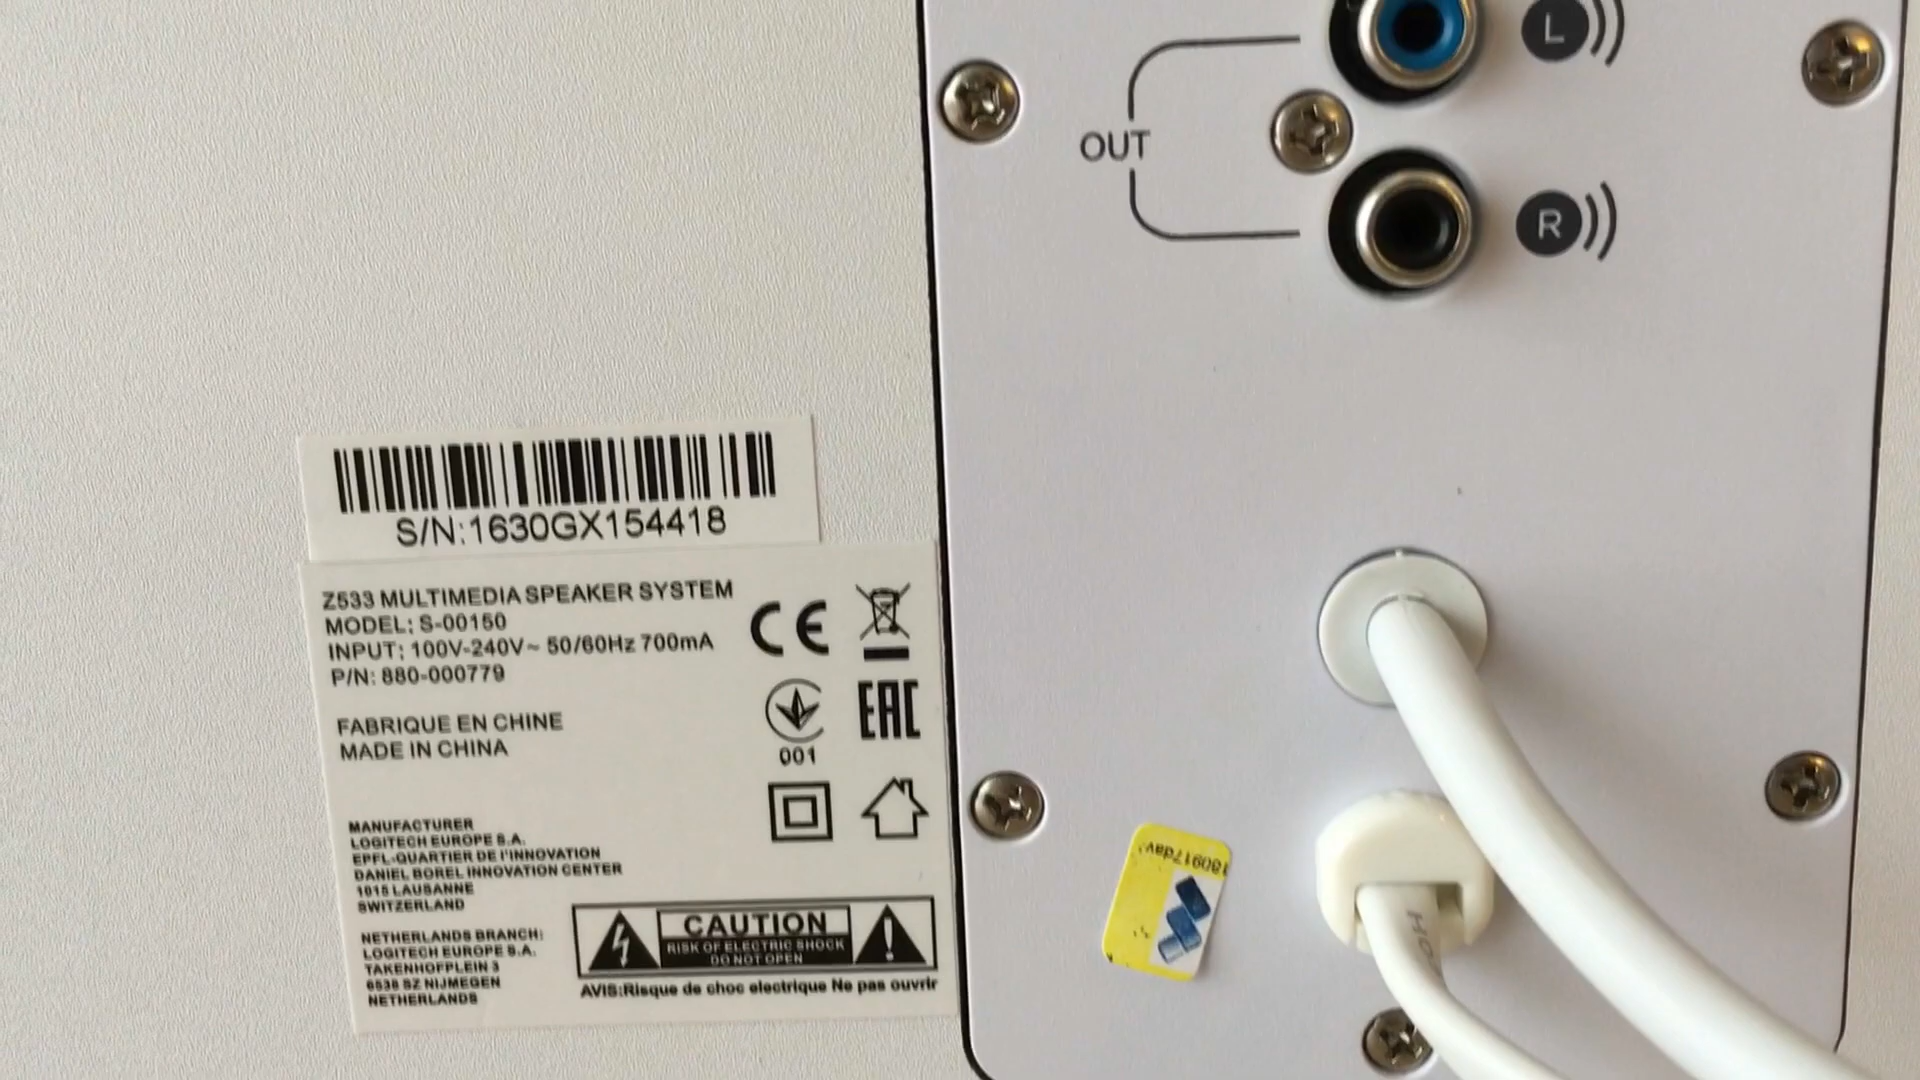 L
OUT
R
S/N:1630GX154418
Z533 MULTIMEDIA SPEAKER SYSTEM
MODEL: S-00150
INPUT: 100V-240V~ 50/60Hz 700mA
P/N: 880-000779
CE
FABRIQUE EN CHINE
MADE IN CHINA
001
EAC
MANUFACTURER
LOGITECH EUROPE S.A.
EPFL-QUARTIER DE l'INNOVATION
DANIEL BOREL INNOVATION CENTER
1015 LAUSANNE
SWITZERLAND
NETHERLANDS BRANCH:
LOGITECH EUROPE S.A.
TAKENHOFPLEIN 3
6538 SZ NIJMEGEN
NETHERLANDS
CAUTION
RISK OF ELECTRIC SHOCK
DO NOT OPEN
AVIS:Risque de choc electrique Ne pas ouvrir